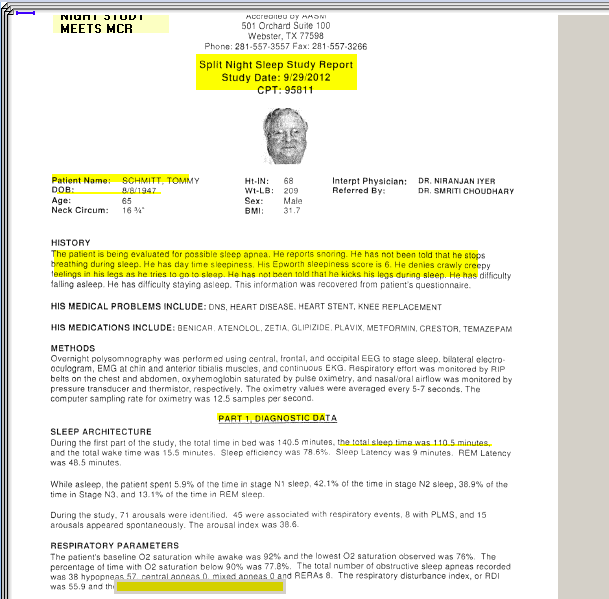 NIGHT STUDY
MEETS MCR
Accredited by AASM
501 Orchard Suite 100
Webster, TX 77598
Phone: 281-557-3557 Fax: 281-557-3266
Split Night Sleep Study Report
Study Date: 9/29/2012
CPT: 95811
Patient Name: SCHMITT, TOMMY Ht-IN: 68 Interpt Physician: DR. NIRANJAN IYER
DOB: 8/8/1947 Wt-LB: 209 Referred By: DR. SMRITI CHOUDHARY
Age: 65 Sex: Male
Neck Circum: 16 ¾" BMI: 31.7
HISTORY
The patient is being evaluated for possible sleep apnea. He reports snoring. He has not been told that he stops
breathing during sleep. He has day time sleepiness. His Epworth sleepiness score is 6. He denies crawly creepy
feelings in his legs as he tries to go to sleep. He has not been told that he kicks his legs during sleep. He has difficulty
falling asleep. He has difficulty staying asleep. This information was recovered from patient's questionnaire.
HIS MEDICAL PROBLEMS INCLUDE: DNS, HEART DISEASE, HEART STENT, KNEE REPLACEMENT
HIS MEDICATIONS INCLUDE: BENICAR, ATENOLOL, ZETIA, GLIPIZIDE, PLAVIX, METFORMIN, CRESTOR, TEMAZEPAM
METHODS
Overnight polysomnography was performed using central, frontal, and occipital EEG to stage sleep, bilateral electro-
oculogram, EMG at chin and anterior tibialis muscles, and continuous EKG. Respiratory effort was monitored by RIP
belts on the chest and abdomen, oxyhemoglobin saturated by pulse oximetry, and nasal/oral airflow was monitored by
pressure transducer and thermistor, respectively. The oximetry values were averaged every 5-7 seconds. The
computer sampling rate for oximetry was 12.5 samples per second.
PART 1, DIAGNOSTIC DATA
SLEEP ARCHITECTURE
During the first part of the study, the total time in bed was 140.5 minutes, the total sleep time was 110.5 minutes,
and the total wake time was 15.5 minutes. Sleep efficiency was 78.6%. Sleep Latency was 9 minutes. REM Latency
was 48.5 minutes.
While asleep, the patient spent 5.9% of the time in stage N1 sleep, 42.1% of the time in stage N2 sleep, 38.9% of the
time in Stage N3, and 13.1% of the time in REM sleep.
During the study, 71 arousals were identified. 45 were associated with respiratory events, 8 with PLMS, and 15
arousals appeared spontaneously. The arousal index was 38.6.
RESPIRATORY PARAMETERS
The patient's baseline O2 saturation while awake was 92% and the lowest O2 saturation observed was 76%. The
percentage of time with O2 saturation below 90% was 77.8%. The total number of obstructive sleep apneas recorded
was 38 hypopneas 57, central apneas 0, mixed apneas 0 and RERAs 8. The respiratory disturbance index, or RDI
was 55.9 and the